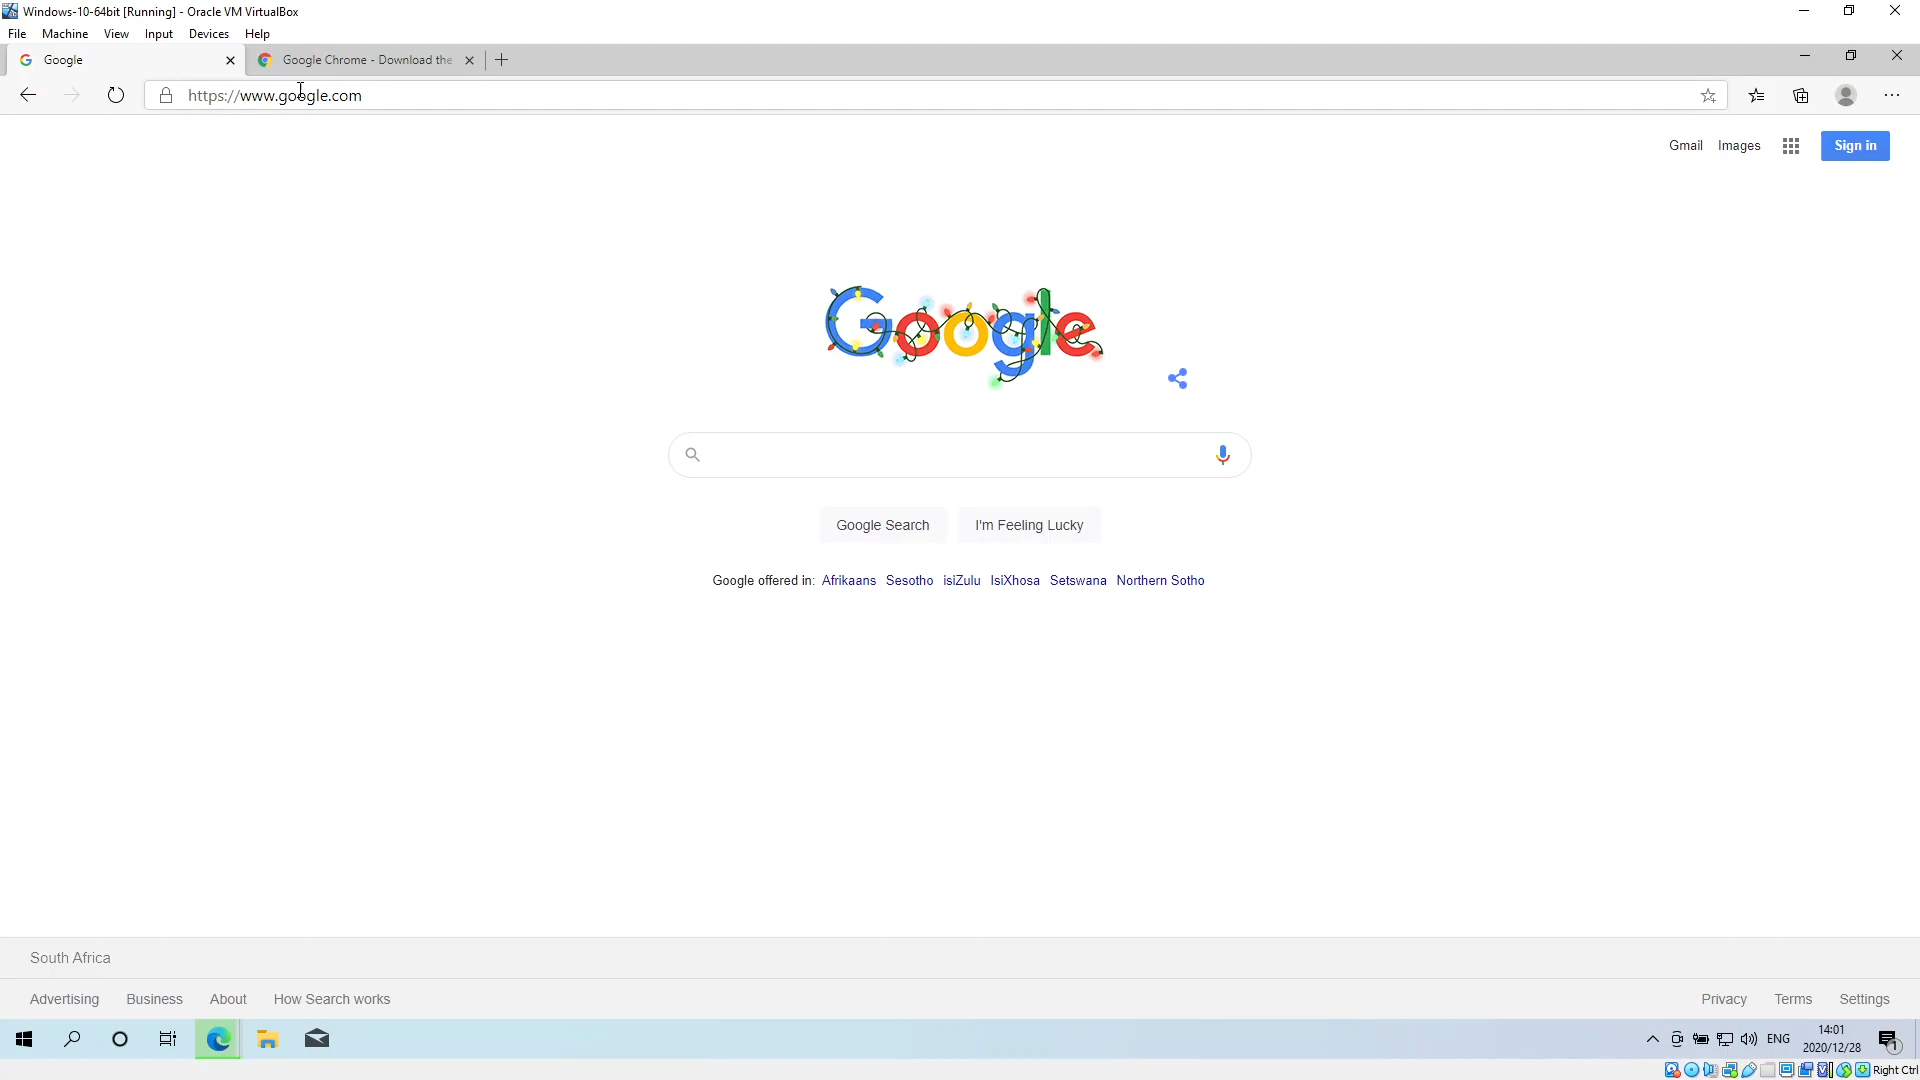 Windows-10-64bit [Running] - Oracle VM VirtualBox
File Machine View Input Devices Help
Google
Google Chrome - Download the
https://www.google.com
Gmail Images Sign in
Google
Google Search
I'm Feeling Lucky
Google offered in: Afrikaans Sesotho isiZulu IsiXhosa Setswana Northern Sotho
South Africa
Advertising Business About How Search works
Privacy Terms Settings
ENG
14:01
2020/12/28
1
Right Ctrl